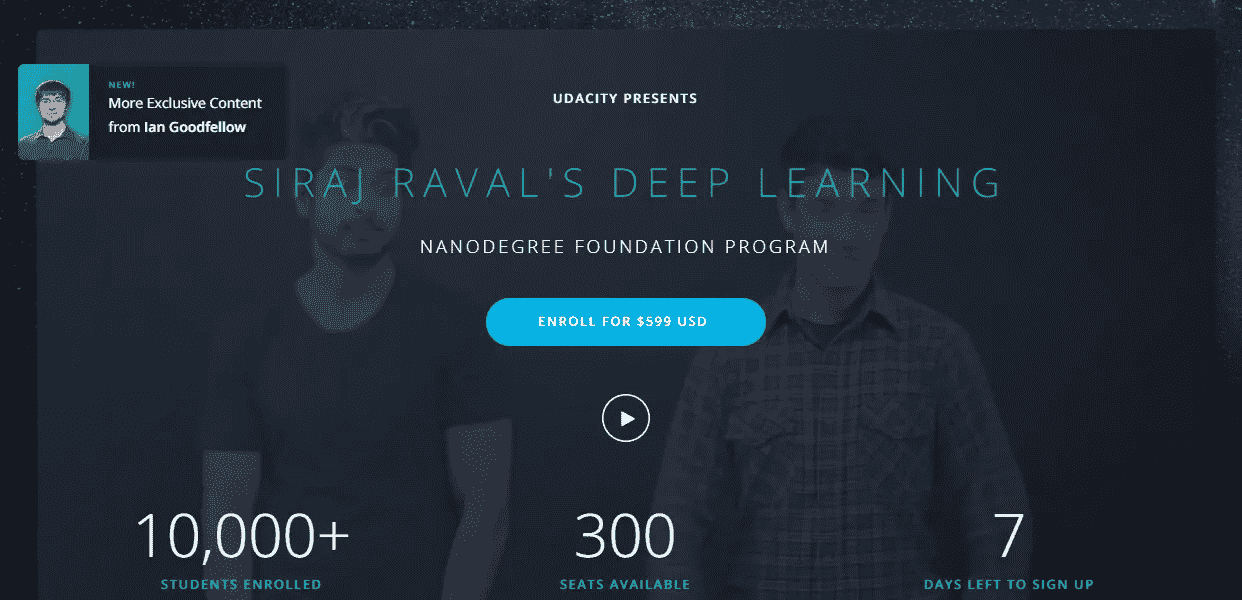 NEW!
More Exclusive Content
from Ian Goodfellow
UDACITY PRESENTS
SIRAJ RAVAL'S DEEP LEARNING
NANODEGREE FOUNDATION PROGRAM
ENROLL FOR $599 USD
10,000+
STUDENTS ENROLLED
300
SEATS AVAILABLE
7
DAYS LEFT TO SIGN UP